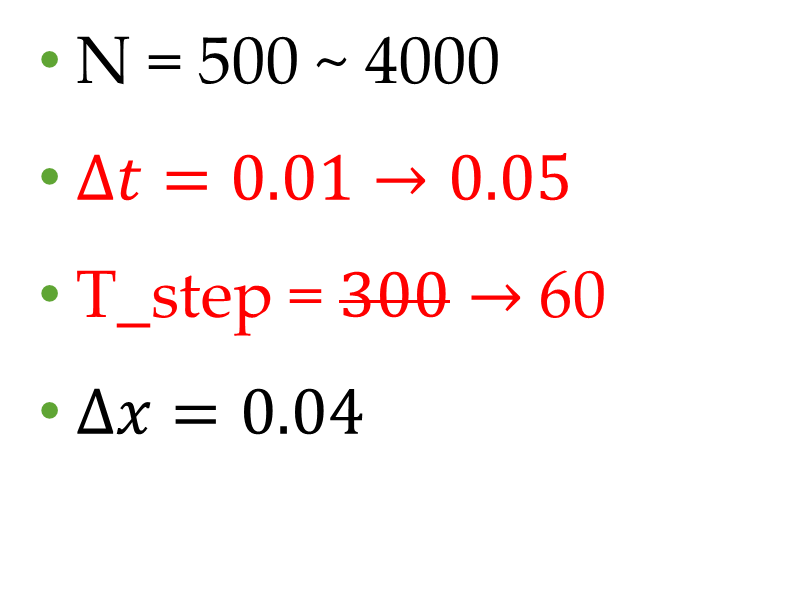 • N = 500 ~ 4000
• Δt = 0.01 → 0.05
• T_step = 300 → 60
• Δx = 0.04